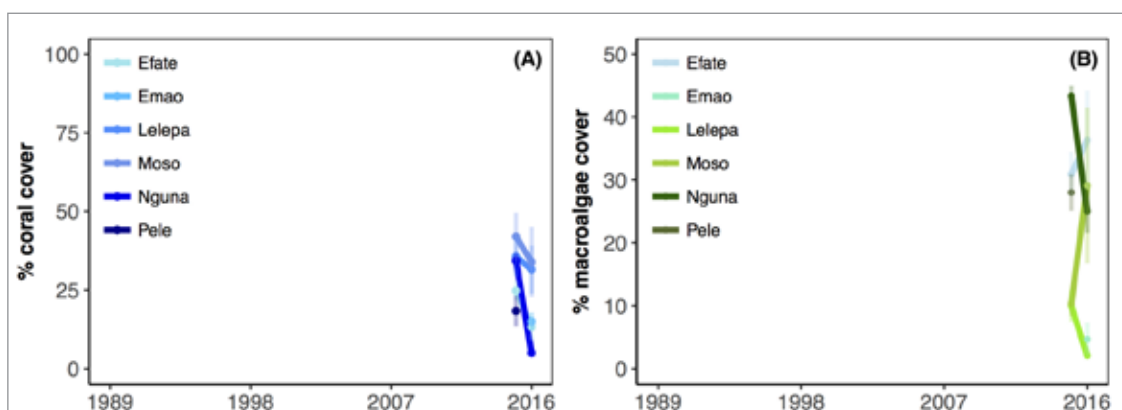 (A)
100
75
50
25
0
% coral cover
Efate
Emao
Lelepa
Moso
Nguna
Pele
1989 1998 2007 2016
(B)
50
40
30
20
10
0
% macroalgae cover
Efate
Emao
Lelepa
Moso
Nguna
Pele
1989 1998 2007 2016